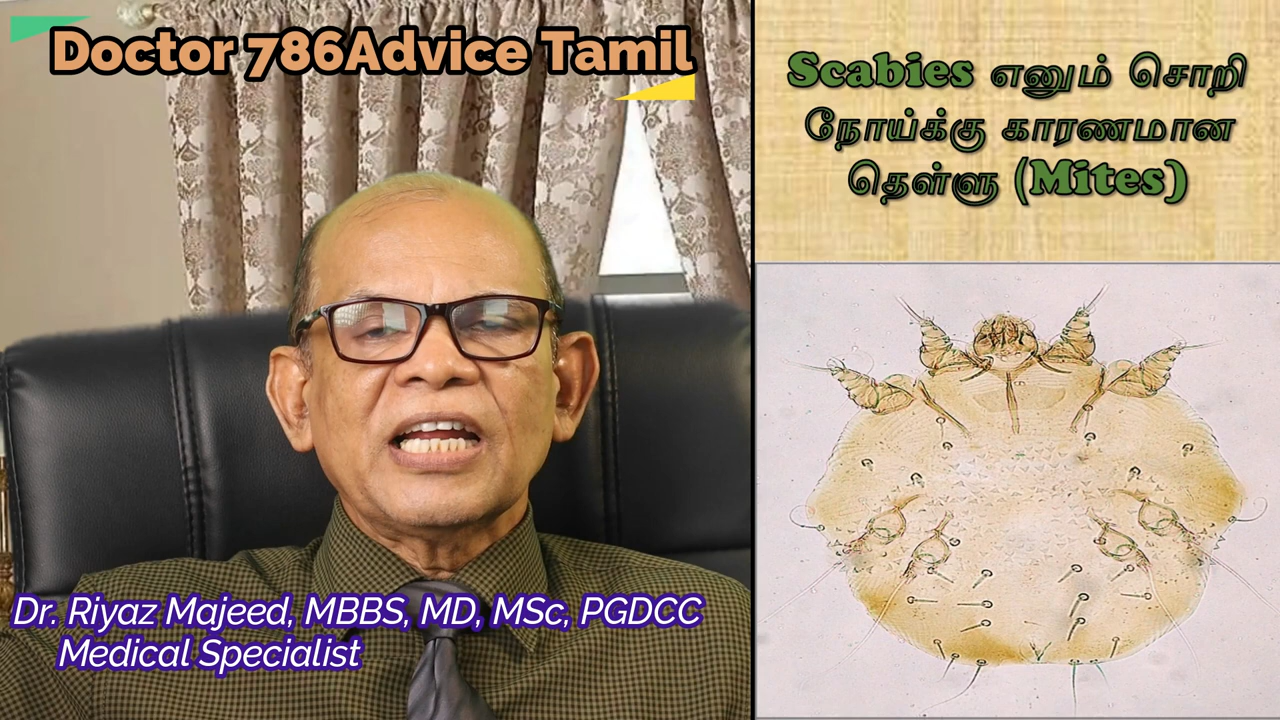 Doctor 786Advice Tamil
Scabies எனும் சொறி
நோய்க்கு காரணமான
தெள்ளு (Mites)
Dr. Riyaz Majeed, MBBS, MD, MSc, PGDCC
Medical Specialist